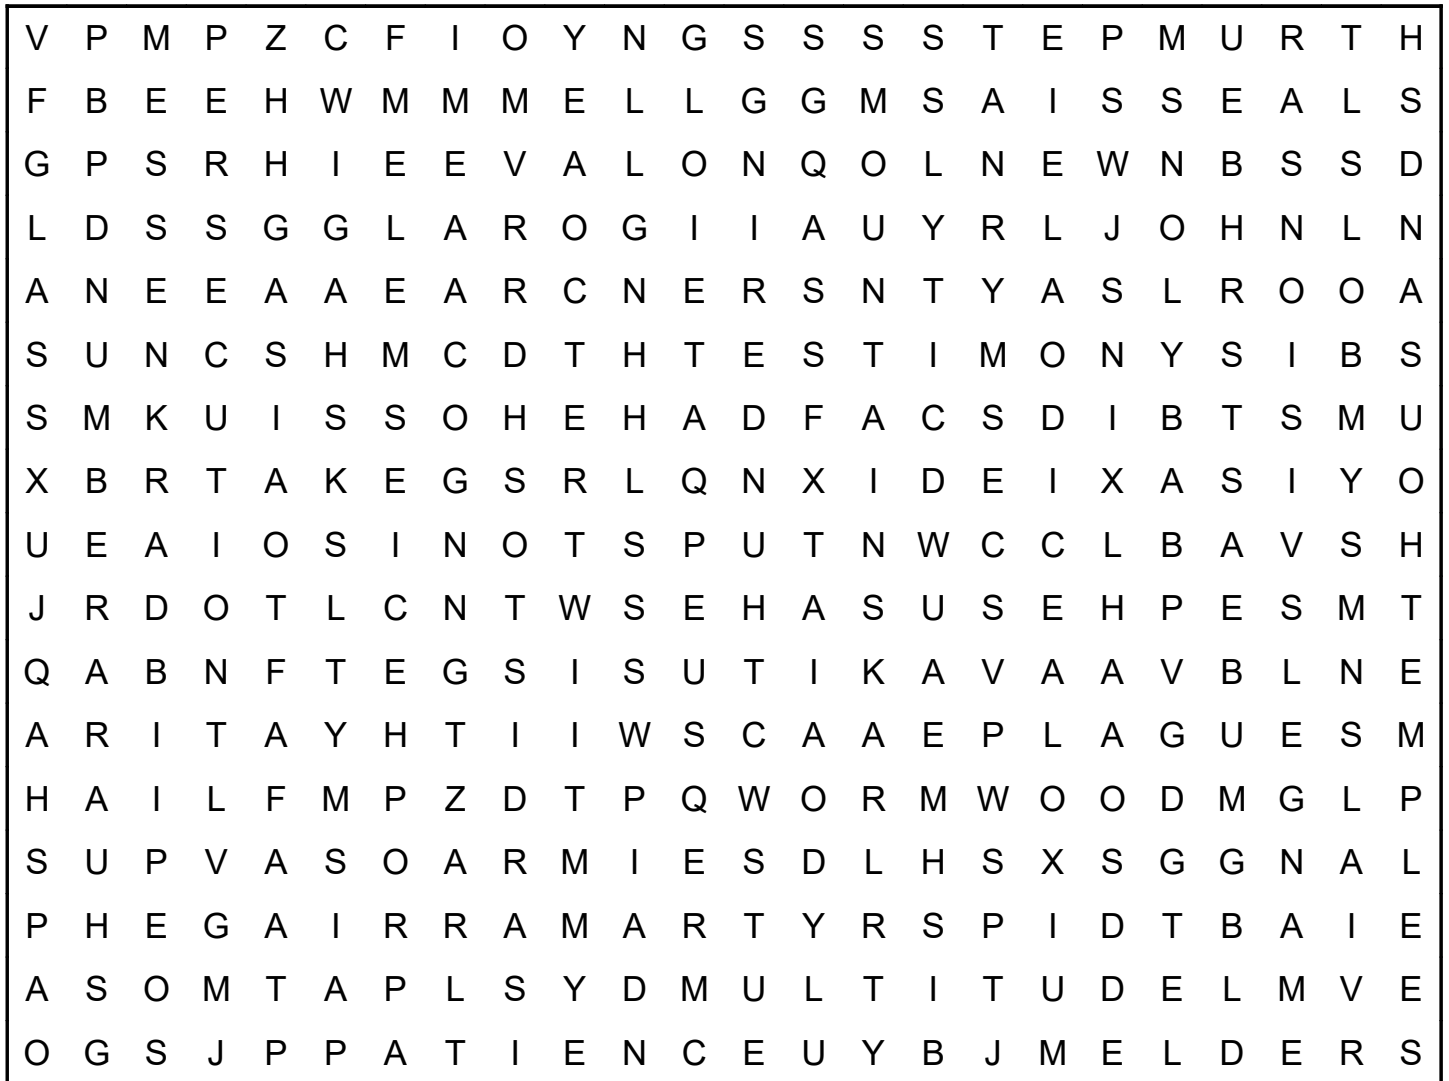 V P M P Z C F I O Y N G S S S S T E P M U R T H
F B E E H W M M M E L L G G M S A I S S E A L S
G P S R H I E E V A L O N Q O L N E W N B S S D
L D S S G G L A R O G I I A U Y R L J O H N L N
A N E E A A E A R C N E R S N T Y A S L R O O A
S U N C S H M C D T H T E S T I M O N Y S I B S
S M K U I S S O H E H A D F A C S D I B T S M U
X B R T A K E G S R L Q N X I D E I X A S I Y O
U E A I O S I N O T S P U T N W C C L B A V S H
J R D O T L C N T W S E H A S U S E H P E S M T
Q A B N F T E G S I S U T I K A V A A V B L N E
A R I T A Y H T I I W S C A A E P L A G U E S M
H A I L F M P Z D T P Q W O R M W O O D M G L P
S U P V A S O A R M I E S D L H S X S G G N A L
P H E G A I R R A M A R T Y R S P I D T B A I E
A S O M T A P L S Y D M U L T I T U D E L M V E
O G S J P P A T I E N C E U Y B J M E L D E R S